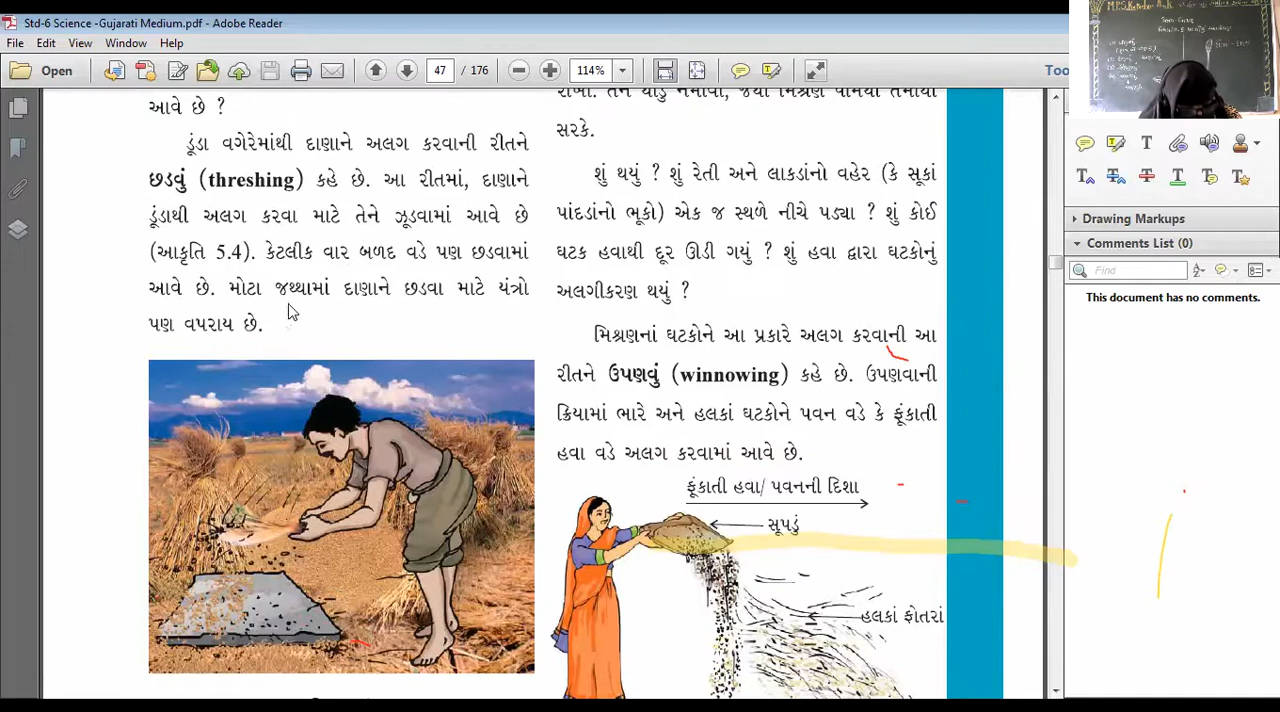 Std-6 Science -Gujarati Medium.pdf - Adobe Reader
File Edit View Window Help
Open 47 / 176 114% Too
આવે છે ?
ડૂંડા વગેરેમાંથી દાણાને અલગ કરવાની રીતને
છડવું (threshing) કહે છે. આ રીતમાં, દાણાને
ડૂંડાથી અલગ કરવા માટે તેને ઝૂડવામાં આવે છે
(આકૃતિ 5.4). કેટલીક વાર બળદ વડે પણ છડવામાં
આવે છે. મોટા જથ્થામાં દાણાને છડવા માટે યંત્રો
પણ વપરાય છે.
રાખો. તેને થોડું નમાવો, જેથી મિશ્રણ ધીમેથી તેમાંથી
સરકે.
શું થયું ? શું રેતી અને લાકડાંનો વહેર (કે સૂકાં
પાંદડાંનો ભૂકો) એક જ સ્થળે નીચે પડ્યા ? શું કોઈ
ઘટક હવાથી દૂર ઊડી ગયું ? શું હવા દ્વારા ઘટકોનું
અલગીકરણ થયું ?
મિશ્રણનાં ઘટકોને આ પ્રકારે અલગ કરવાની આ
રીતને ઉપણવું (winnowing) કહે છે. ઉપણવાની
ક્રિયામાં ભારે અને હલકાં ઘટકોને પવન વડે કે ફૂંકાતી
હવા વડે અલગ કરવામાં આવે છે.
ફૂંકાતી હવા/ પવનની દિશા
સૂપડું
હલકાં ફોતરાં
Drawing Markups
Comments List (0)
Find
This document has no comments.